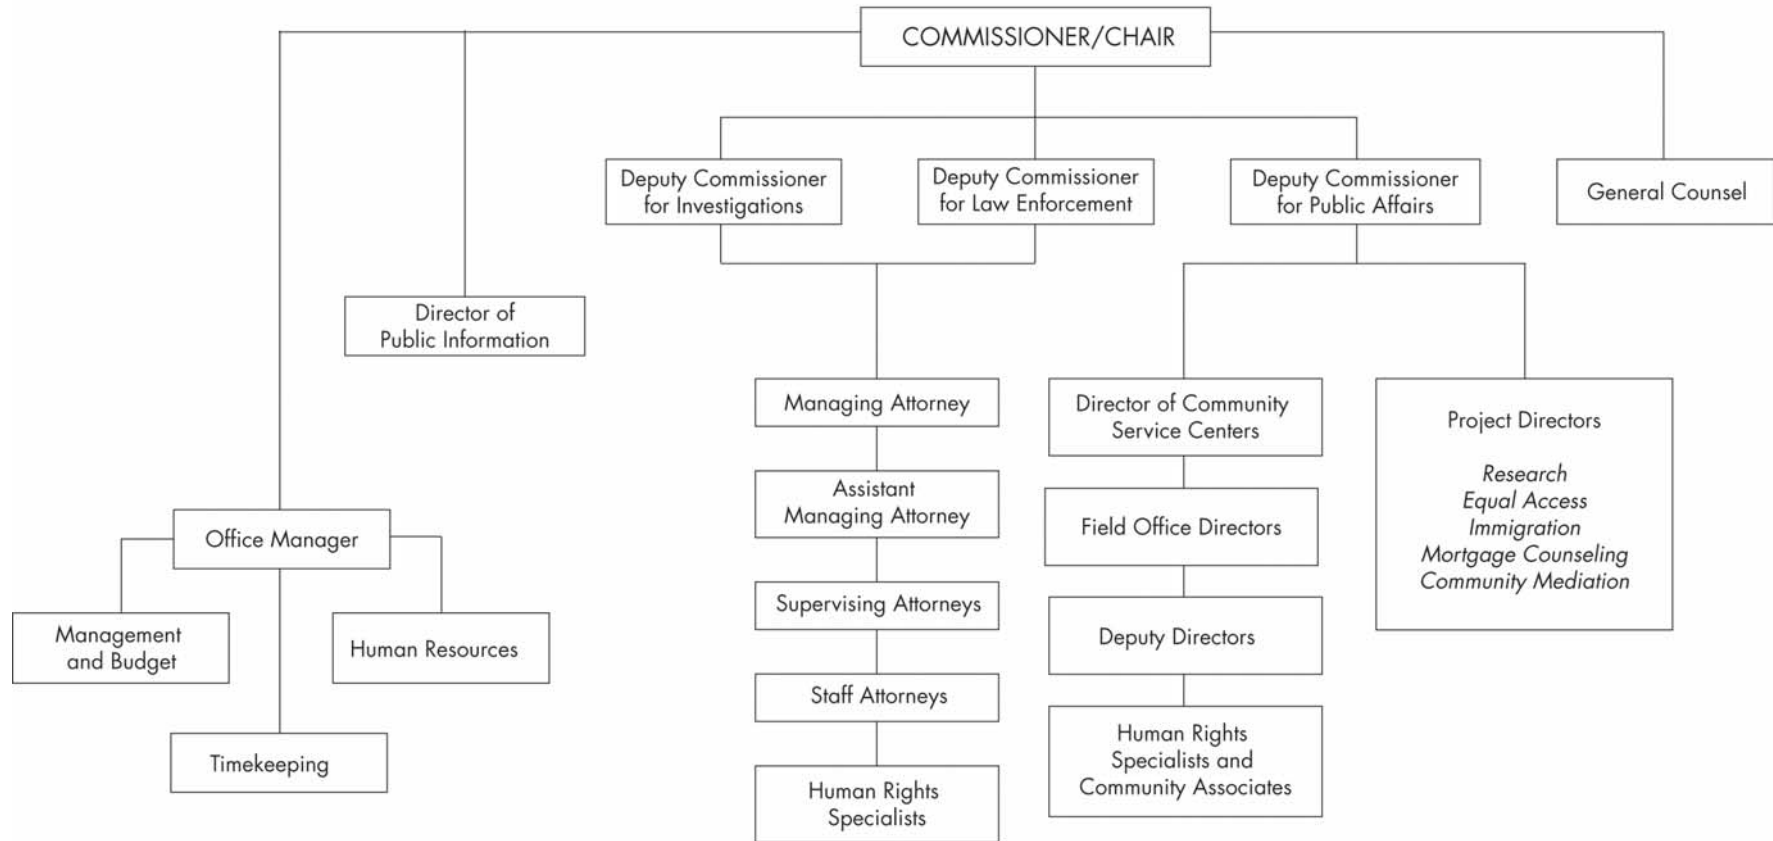 COMMISSIONER/CHAIR
Deputy Commissioner
for Investigations
Deputy Commissioner
for Law Enforcement
Deputy Commissioner
for Public Affairs
General Counsel
Director of
Public Information
Managing Attorney
Assistant
Managing Attorney
Supervising Attorneys
Staff Attorneys
Human Rights
Specialists
Director of Community
Service Centers
Field Office Directors
Deputy Directors
Human Rights
Specialists and
Community Associates
Project Directors
Research
Equal Access
Immigration
Mortgage Counseling
Community Mediation
Office Manager
Management
and Budget
Human Resources
Timekeeping